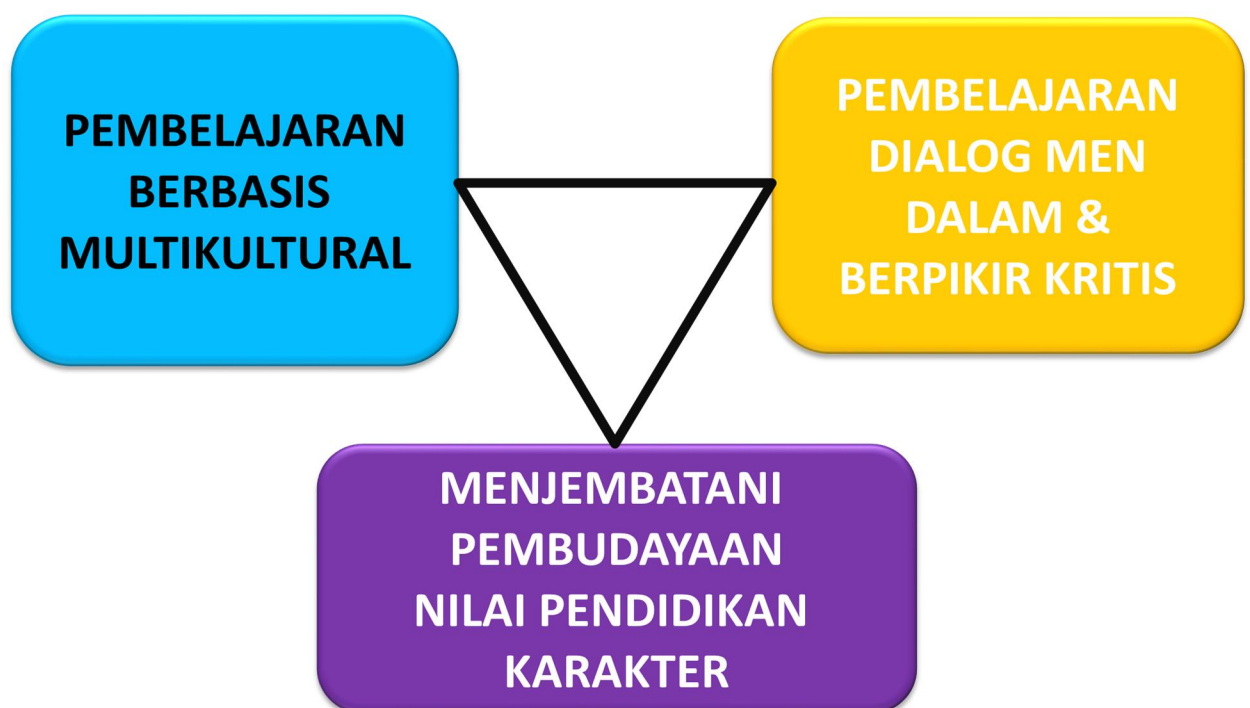 PEMBELAJARAN
BERBASIS
MULTIKULTURAL
PEMBELAJARAN
DIALOG MEN
DALAM &
BERPIKIR KRITIS
MENJEMBATANI
PEMBUDAYAAN
NILAI PENDIDIKAN
KARAKTER